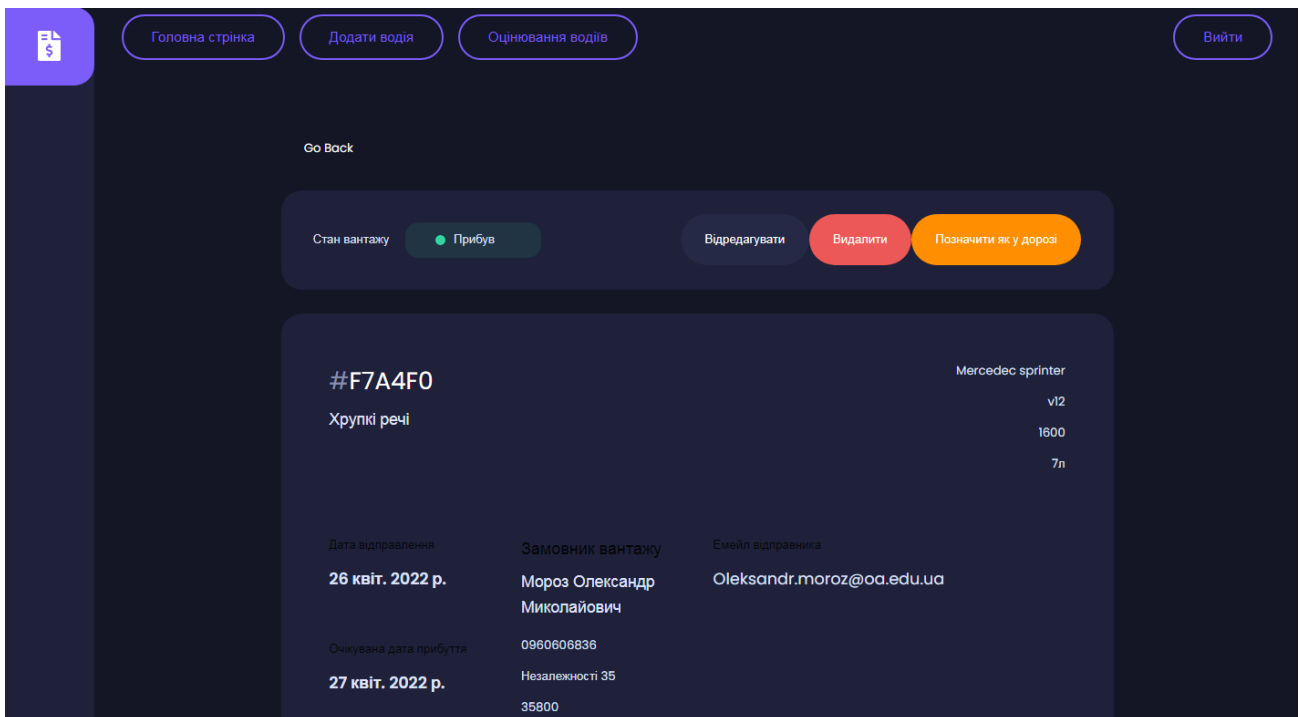 Головна стрінка
Додати водія
Оцінювання водіїв
Вийти
Go Back
Стан вантажу
Прибув
Відредагувати
Видалити
Позначити як у дорозі
#F7A4F0
Хрупкі речі
Mercedec sprinter
v12
1600
7л
Дата відправлення
26 квіт. 2022 р.
Очікувана дата прибуття
27 квіт. 2022 р.
Замовник вантажу
Мороз Олександр
Миколайович
0960606836
Незалежності 35
35800
Емейл відправника
Oleksandr.moroz@oa.edu.ua